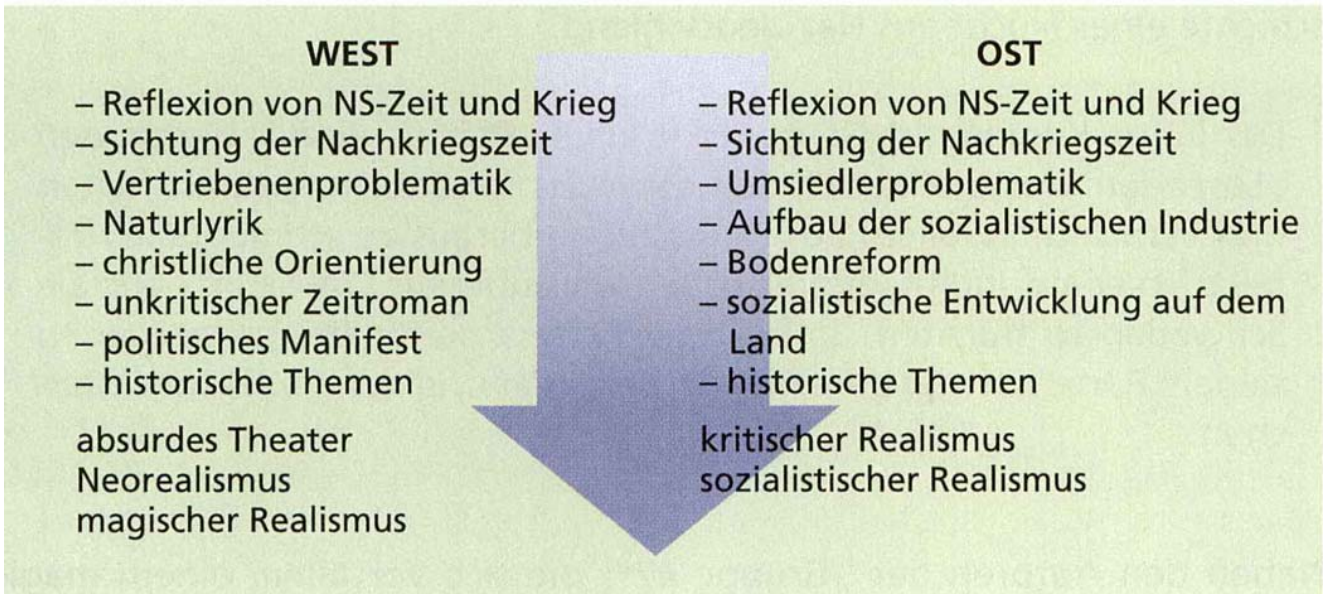 WEST
– Reflexion von NS-Zeit und Krieg
– Sichtung der Nachkriegszeit
– Vertriebenenproblematik
– Naturlyrik
– christliche Orientierung
– unkritischer Zeitroman
– politisches Manifest
– historische Themen
absurdes Theater
Neorealismus
magischer Realismus
OST
– Reflexion von NS-Zeit und Krieg
– Sichtung der Nachkriegszeit
– Umsiedlerproblematik
– Aufbau der sozialistischen Industrie
– Bodenreform
– sozialistische Entwicklung auf dem
Land
– historische Themen
kritischer Realismus
sozialistischer Realismus